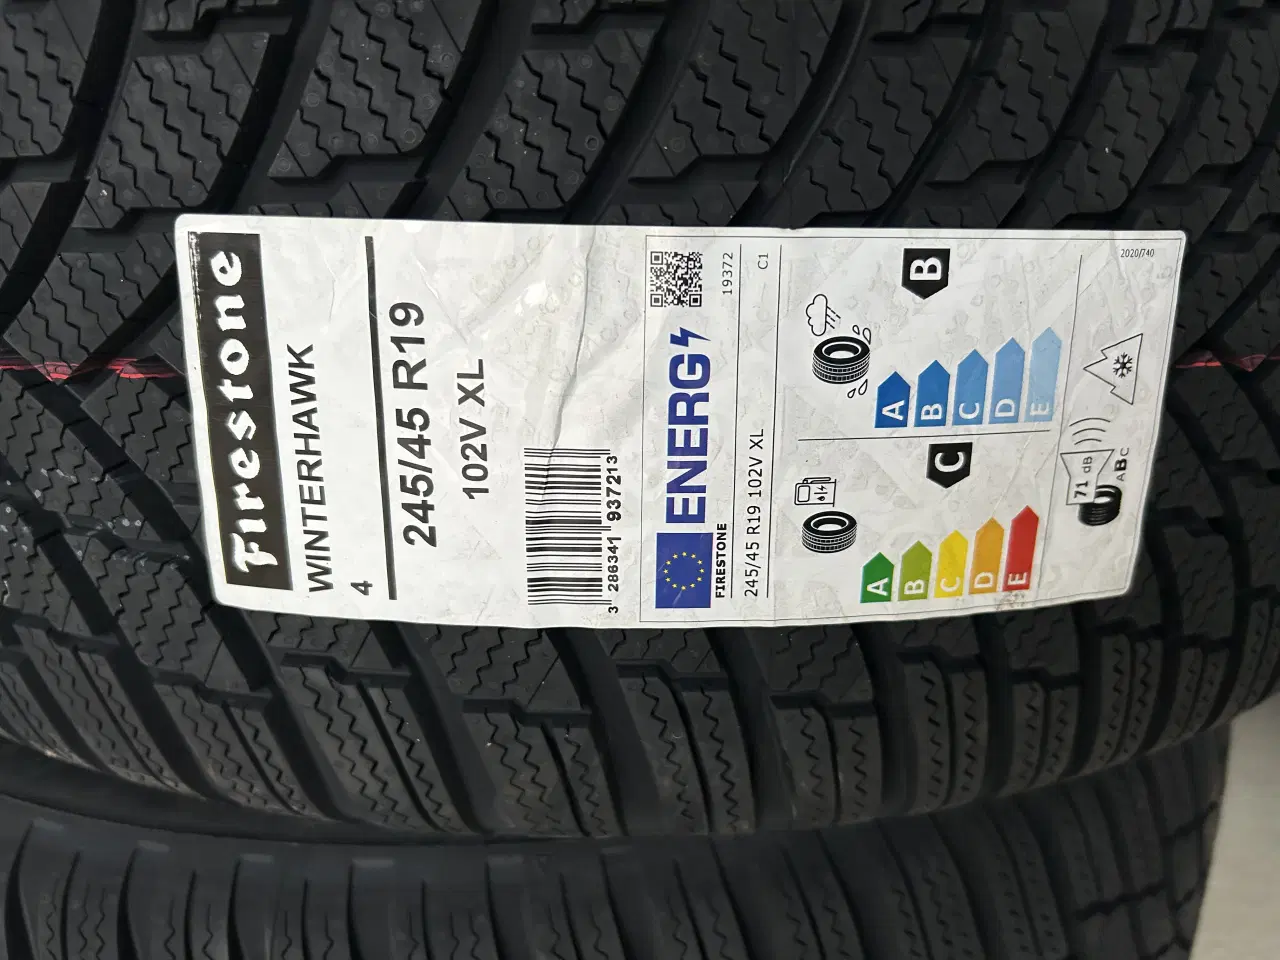 Firestone
WINTERHAWK
4
245/45 R19
102V XL
3 286341 937213
ENERG
FIRESTONE
19372
245/45 R19 102V XL
C1
A
B
C
D
E
C
A
B
C
D
E
B
71 dB
ABC
2020/740